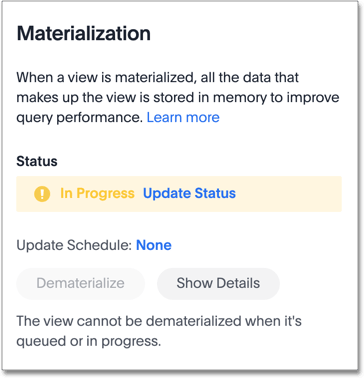 Materialization
When a view is materialized, all the data that
makes up the view is stored in memory to improve
query performance. Learn more
Status
In Progress Update Status
Update Schedule: None
Dematerialize Show Details
The view cannot be dematerialized when it's
queued or in progress.